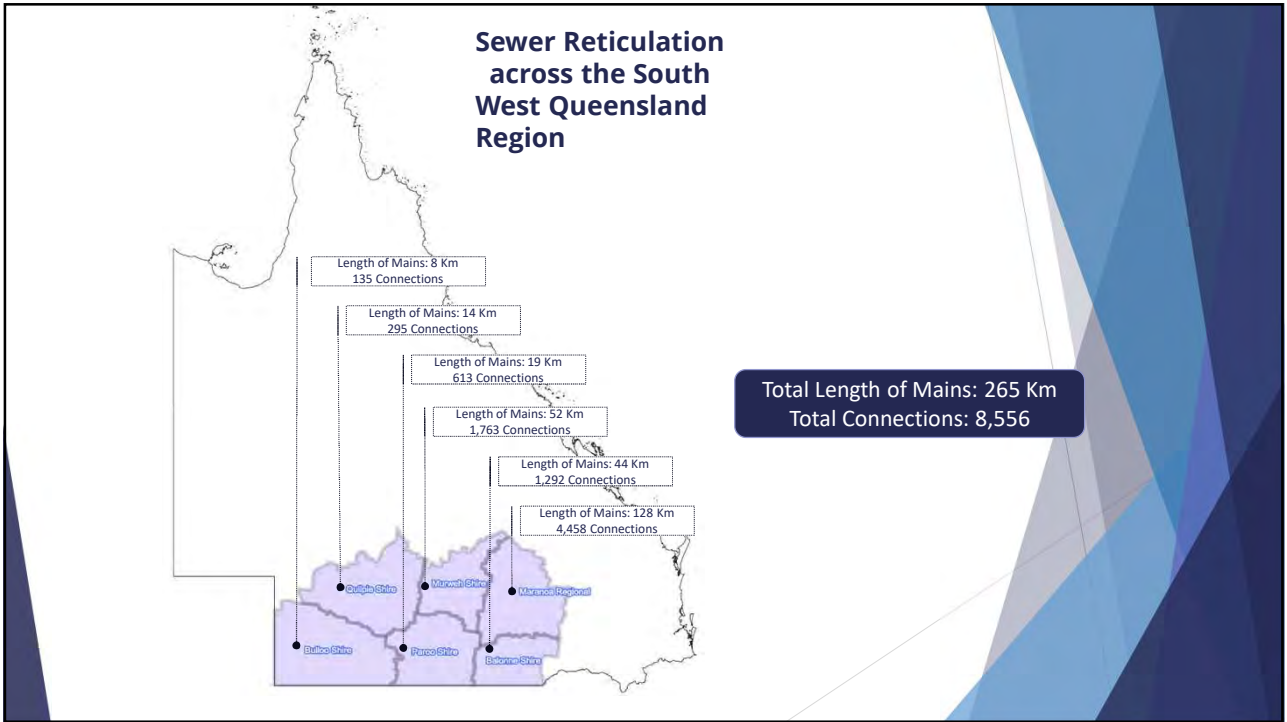 Sewer Reticulation
across the South
West Queensland
Region
Length of Mains: 8 Km
135 Connections
Length of Mains: 14 Km
295 Connections
Length of Mains: 19 Km
613 Connections
Length of Mains: 52 Km
1,763 Connections
Length of Mains: 44 Km
1,292 Connections
Length of Mains: 128 Km
4,458 Connections
Total Length of Mains: 265 Km
Total Connections: 8,556
Quilpie Shire
Murweh Shire
Maranoa Regional
Bulloo Shire
Paroo Shire
Balonne Shire